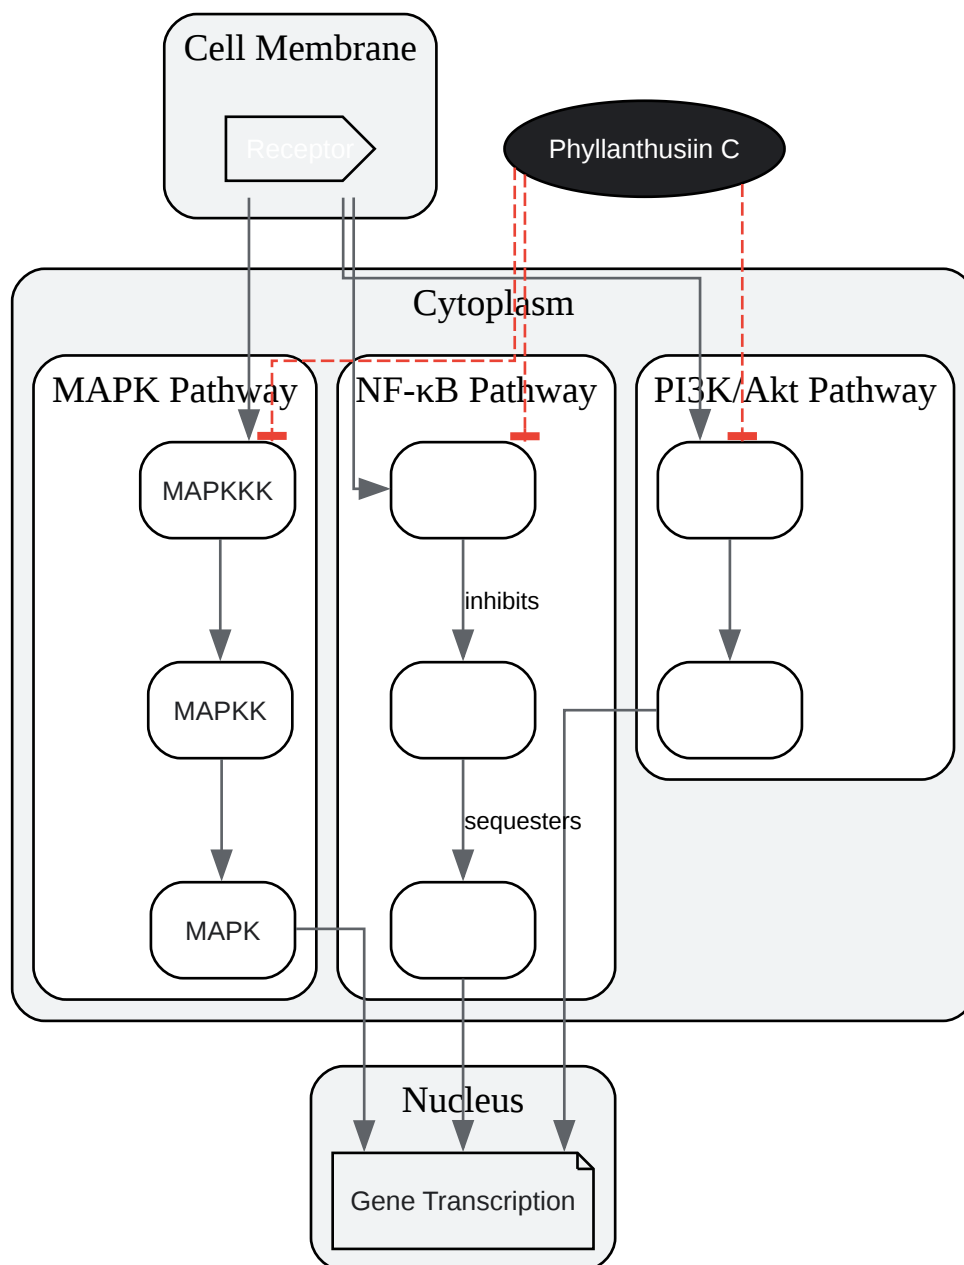 Cell Membrane
Receptor
Phyllanthusiin C
Cytoplasm
MAPK Pathway
NF-κB Pathway
PI3K/Akt Pathway
MAPKKK
inhibits
MAPKK
sequesters
MAPK
Nucleus
Gene Transcription